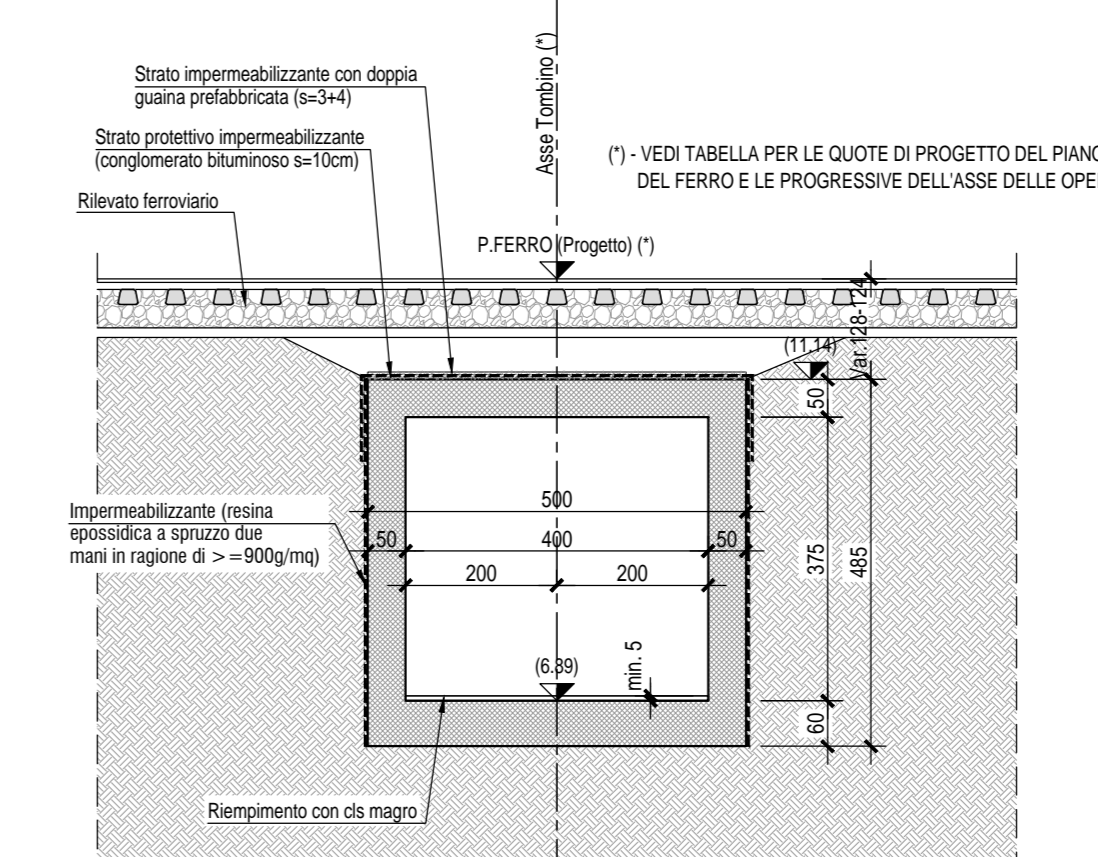 Strato impermeabilizzante con doppia
guaina prefabbricata (s=3+4)
Asse Tombino (*)
Strato protettivo impermeabilizzante
(conglomerato bituminoso s=10cm)
(*) - VEDI TABELLA PER LE QUOTE DI PROGETTO DEL PIANO
DEL FERRO E LE PROGRESSIVE DELL'ASSE DELLE OPE
Rilevato ferroviario
P.FERRO (Progetto) (*)
Var.128-124
(11.14)
50
500
Impermeabilizzante (resina
epossidica a spruzzo due
mani in ragione di >=900g/mq)
50
400
50
200
200
375
485
(6.89)
min. 5
60
Riempimento con cls magro